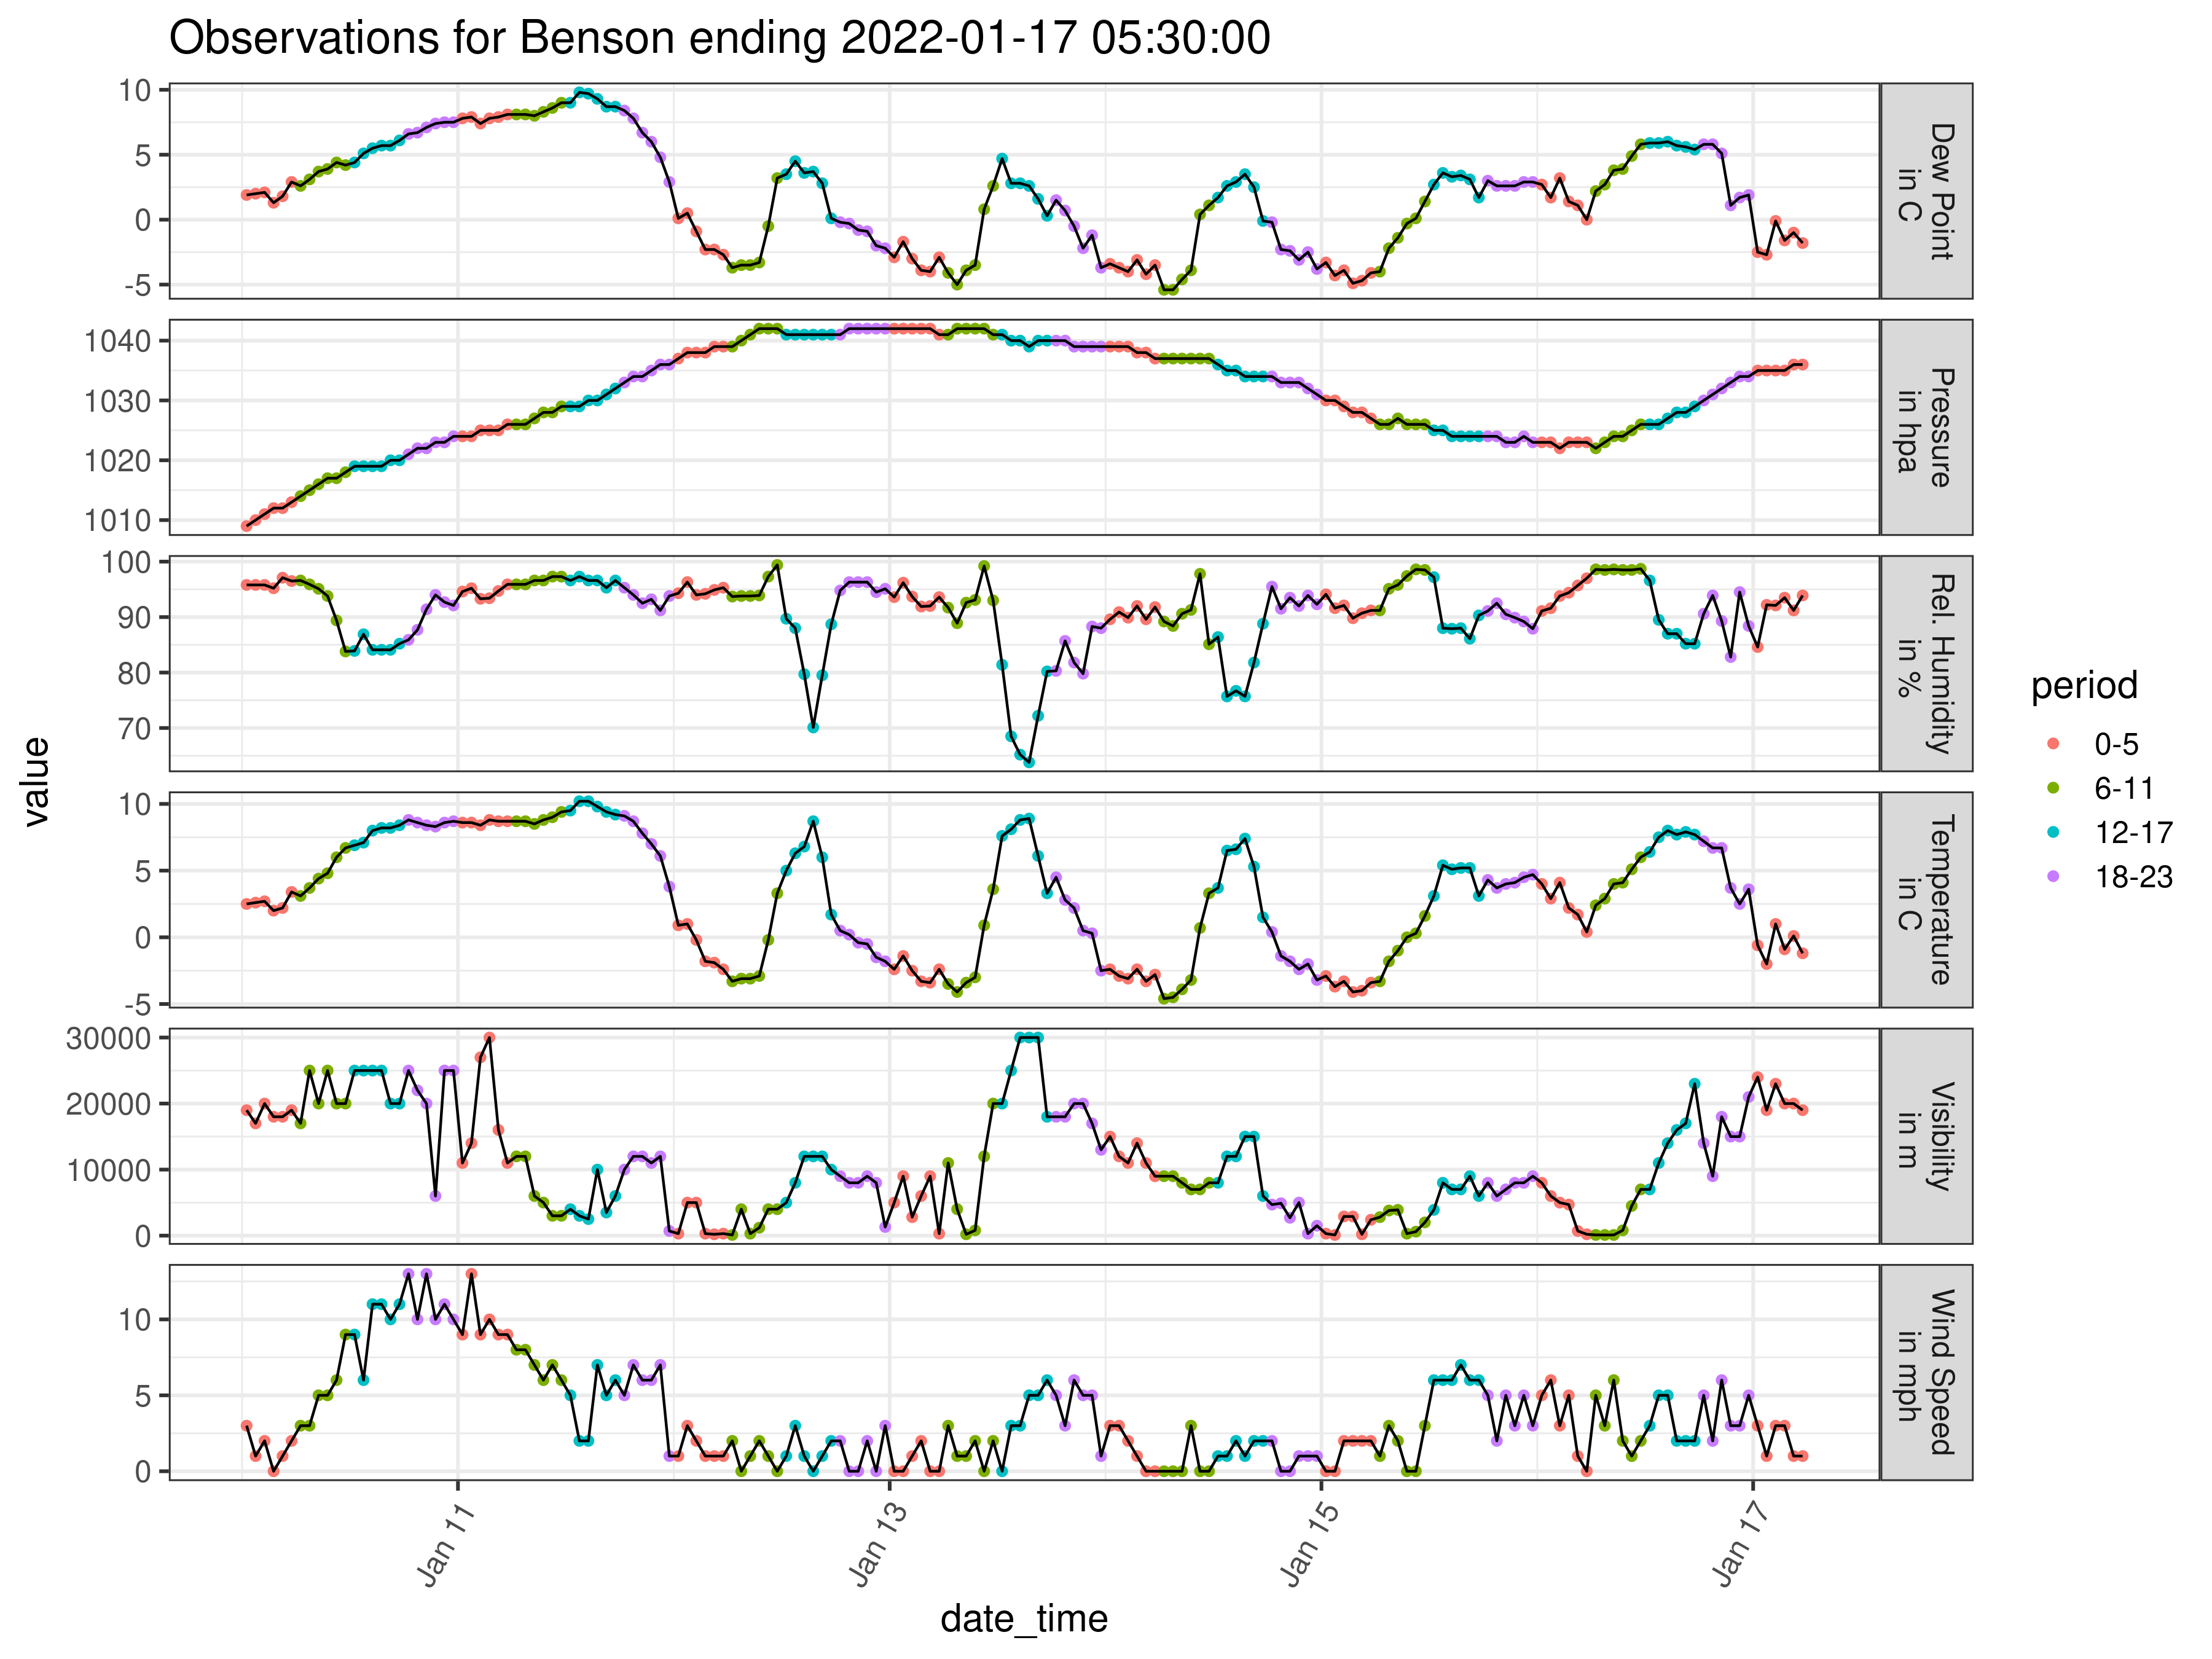 Observations for Benson ending 2022-01-17 05:30:00
value
10
5
0
-5
Dew Point
in C
1040
1030
1020
1010
Pressure
in hpa
100
90
80
70
Rel. Humidity
in %
10
5
0
-5
Temperature
in C
30000
20000
10000
0
Visibility
in m
10
5
0
Wind Speed
in mph
Jan 11
Jan 13
Jan 15
Jan 17
date_time
period
0-5
6-11
12-17
18-23